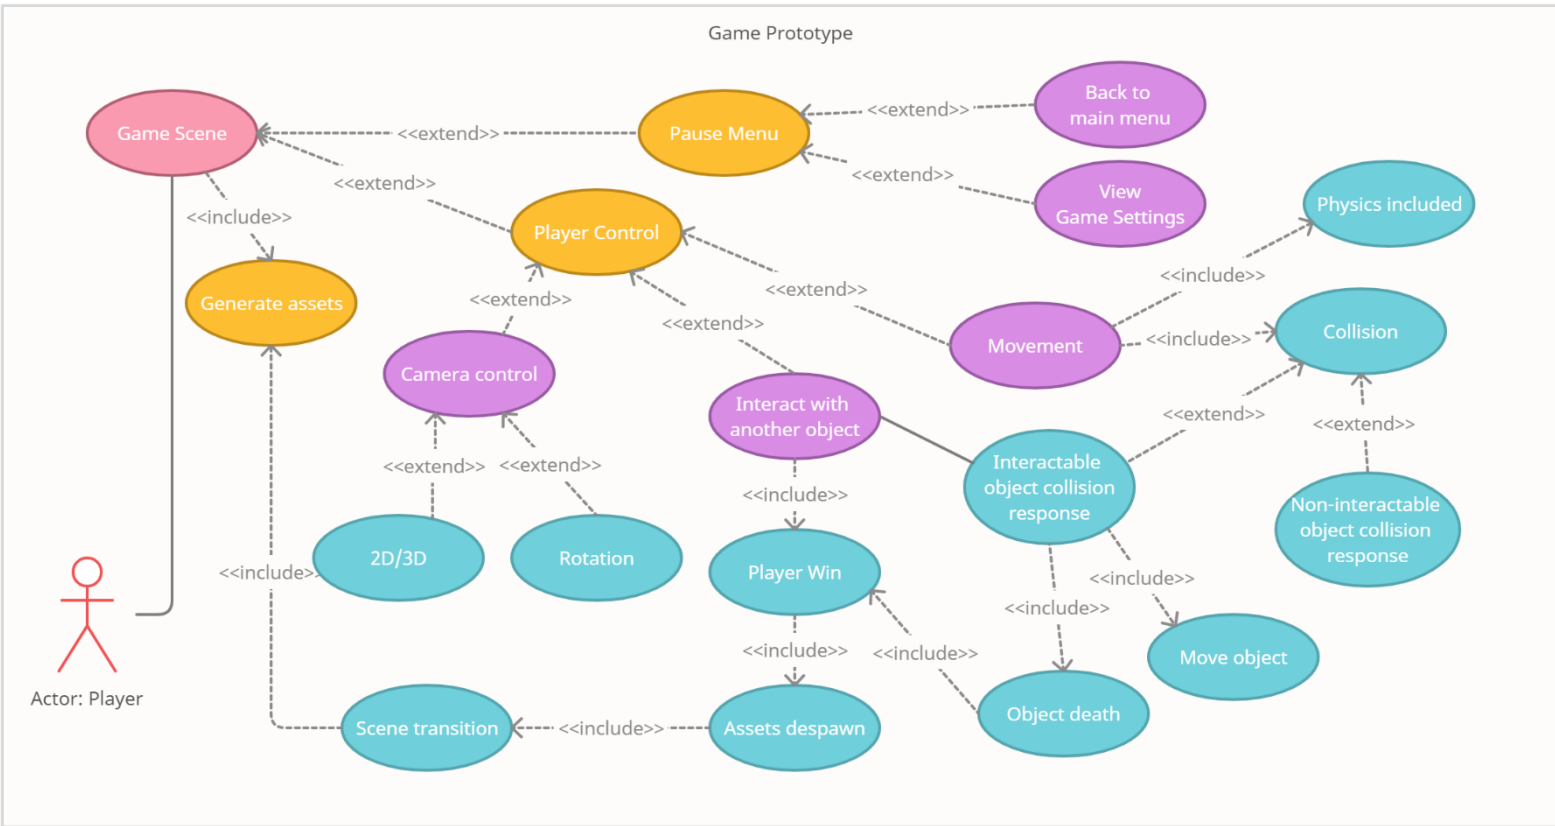 Game Prototype
Back to
main menu
<<extend>>
Game Scene
<<extend>>
Pause Menu
<<extend>>
<<extend>>
View
Game Settings
Physics included
<<include>>
Player Control
<<include>>
<<extend>>
<<extend>>
Generate assets
<<extend>>
<<include>>
Movement
Collision
Camera control
Interact with
another object
<<extend>>
<<extend>>
<<extend>>
<<extend>>
Interactable
object collision
response
<<include>>
Non-interactable
object collision
response
2D/3D
Rotation
Player Win
<<include>
<<include>>
<<include>>
<<include>>
<<include>>
Move object
Actor: Player
Scene transition
<<include>>
Assets despawn
Object death